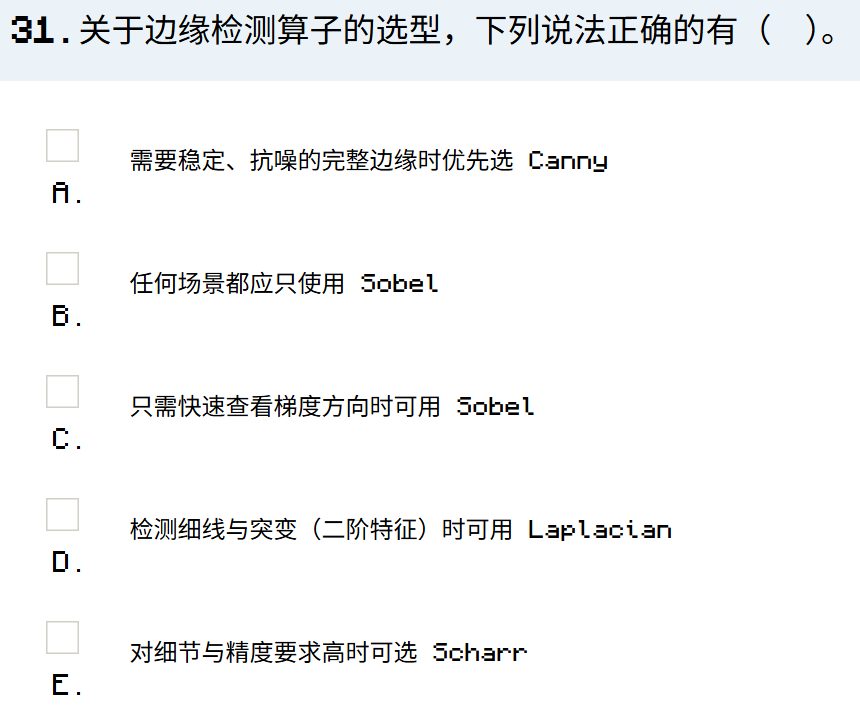 31.关于边缘检测算子的选型，下列说法正确的有（　）。
需要稳定、抗噪的完整边缘时优先选 Canny
A.
任何场景都应只使用 Sobel
B.
只需快速查看梯度方向时可用 Sobel
C.
检测细线与突变（二阶特征）时可用 Laplacian
D.
对细节与精度要求高时可选 Scharr
E.